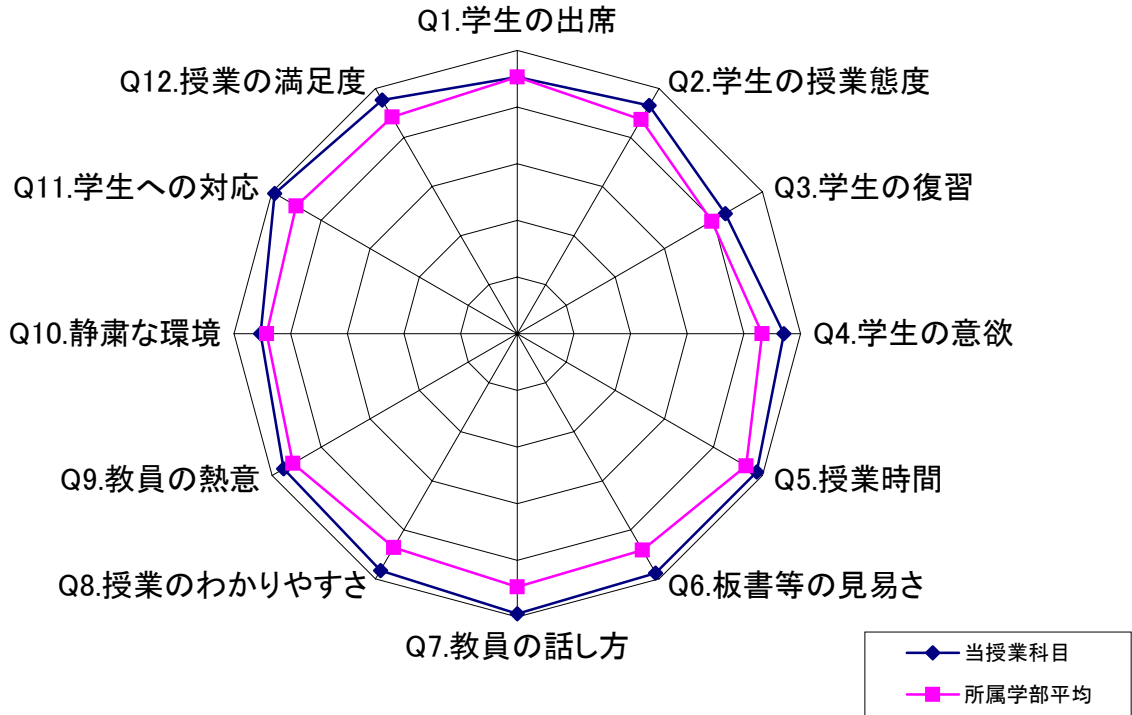 Q1.学生の出席
Q2.学生の授業態度
Q3.学生の復習
Q4.学生の意欲
Q5.授業時間
Q6.板書等の見易さ
Q7.教員の話し方
Q8.授業のわかりやすさ
Q9.教員の熱意
Q10.静粛な環境
Q11.学生への対応
Q12.授業の満足度
当授業科目
所属学部平均